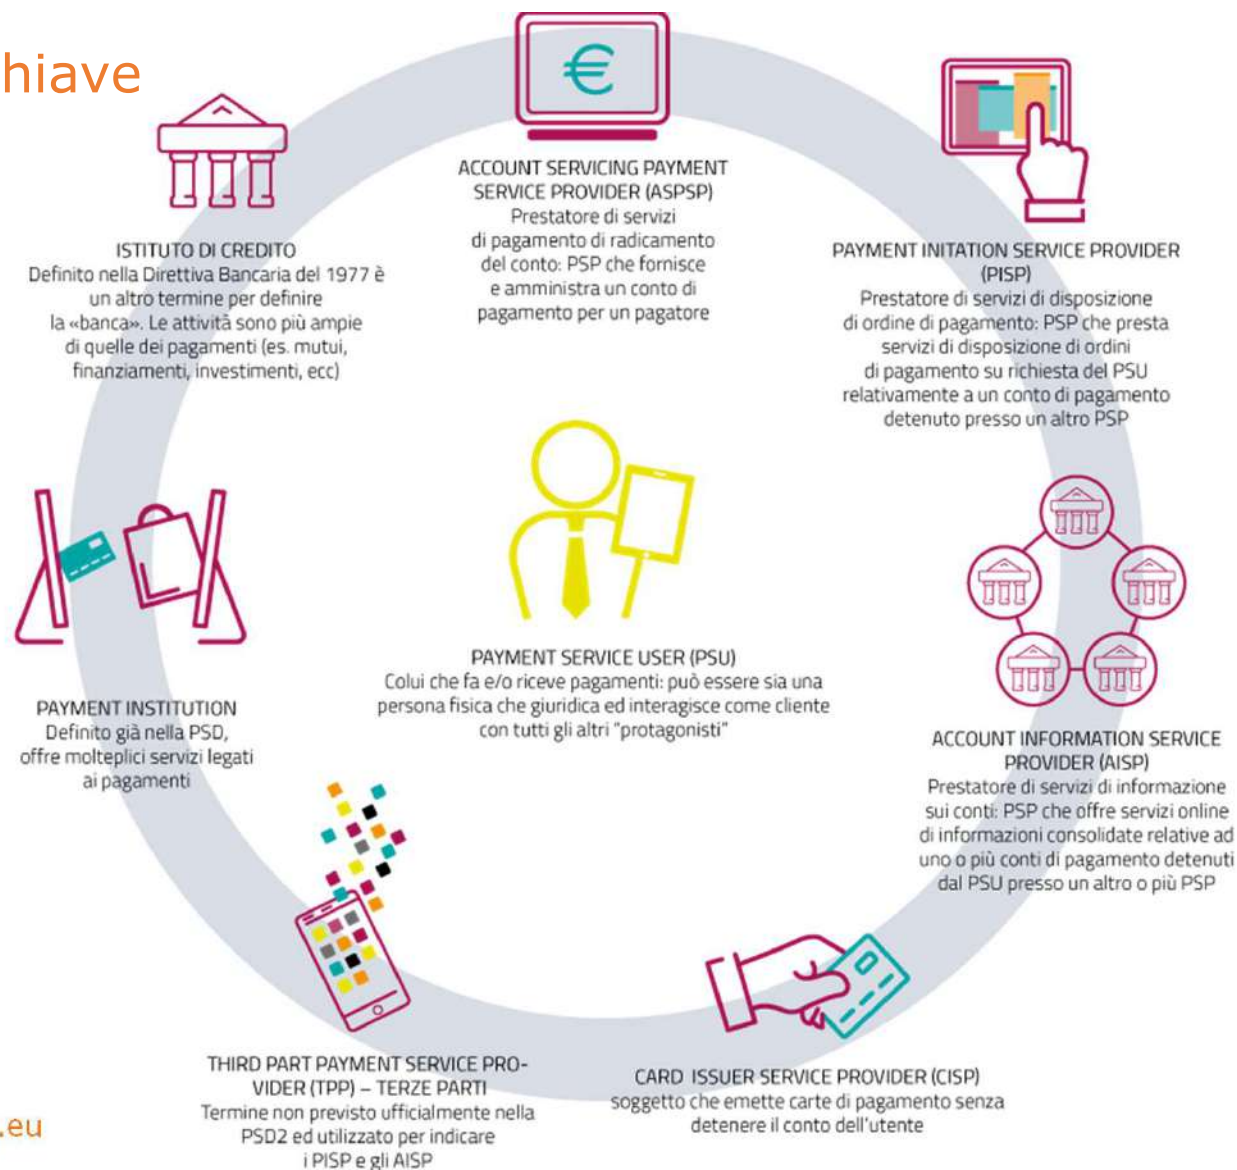 hiave
€
ACCOUNT SERVICING PAYMENT
SERVICE PROVIDER (ASPSP)
Prestatore di servizi
di pagamento di radicamento
del conto: PSP che fornisce
e amministra un conto di
pagamento per un pagatore
ISTITUTO DI CREDITO
Definito nella Direttiva Bancaria del 1977 è
un altro termine per definire
la «banca». Le attività sono più ampie
di quelle dei pagamenti (es. mutui,
finanziamenti, investimenti, ecc)
PAYMENT INITATION SERVICE PROVIDER
(PISP)
Prestatore di servizi di disposizione
di ordine di pagamento: PSP che presta
servizi di disposizione di ordini
di pagamento su richiesta del PSU
relativamente a un conto di pagamento
detenuto presso un altro PSP
PAYMENT SERVICE USER (PSU)
Colui che fa e/o riceve pagamenti: può essere sia una
persona fisica che giuridica ed interagisce come cliente
con tutti gli altri "protagonisti"
PAYMENT INSTITUTION
Definito già nella PSD,
offre molteplici servizi legati
ai pagamenti
ACCOUNT INFORMATION SERVICE
PROVIDER (AISP)
Prestatore di servizi di informazione
sui conti: PSP che offre servizi online
di informazioni consolidate relative ad
uno o più conti di pagamento detenuti
dal PSU presso un altro o più PSP
THIRD PART PAYMENT SERVICE PRO-
VIDER (TPP) – TERZE PARTI
Termine non previsto ufficialmente nella
PSD2 ed utilizzato per indicare
i PISP e gli AISP
CARD ISSUER SERVICE PROVIDER (CISP)
soggetto che emette carte di pagamento senza
detenere il conto dell'utente
.eu